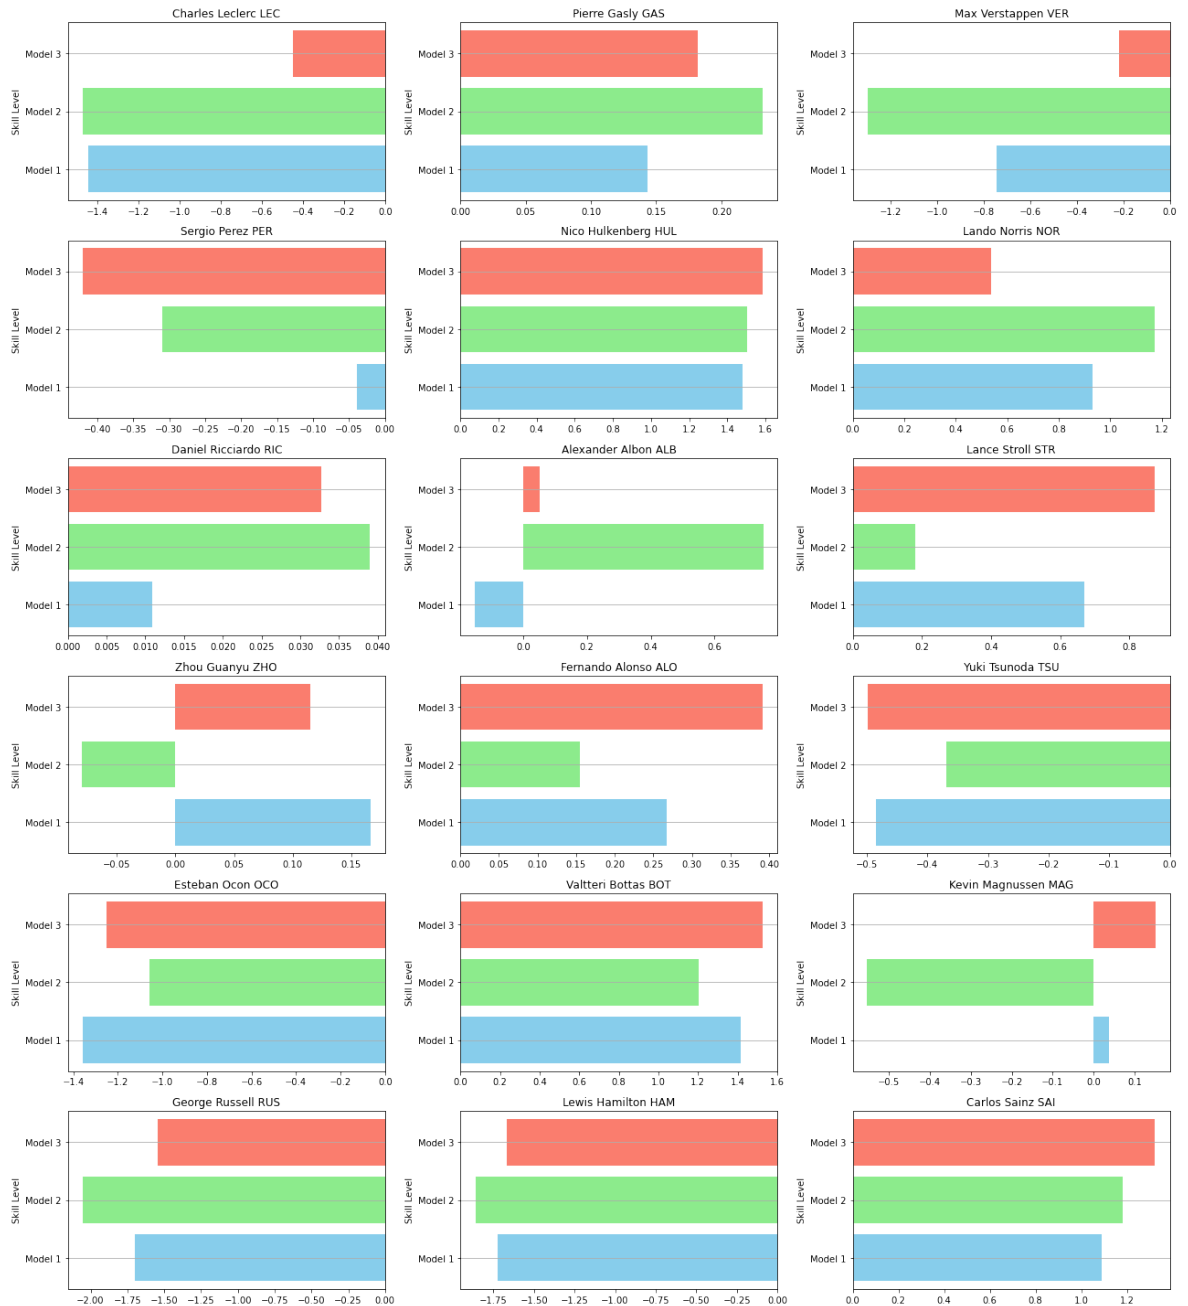 Charles Leclerc LEC
Pierre Gasly GAS
Max Verstappen VER
Skill Level
Model 3
Model 2
Model 1
−1.4 −1.2 −1.0 −0.8 −0.6 −0.4 −0.2 0.0
Skill Level
Model 3
Model 2
Model 1
0.00 0.05 0.10 0.15 0.20
Skill Level
Model 3
Model 2
Model 1
−1.2 −1.0 −0.8 −0.6 −0.4 −0.2 0.0
Sergio Perez PER
Nico Hulkenberg HUL
Lando Norris NOR
Skill Level
Model 3
Model 2
Model 1
−0.40 −0.35 −0.30 −0.25 −0.20 −0.15 −0.10 −0.05 0.00
Skill Level
Model 3
Model 2
Model 1
0.0 0.2 0.4 0.6 0.8 1.0 1.2 1.4 1.6
Skill Level
Model 3
Model 2
Model 1
0.0 0.2 0.4 0.6 0.8 1.0 1.2
Daniel Ricciardo RIC
Alexander Albon ALB
Lance Stroll STR
Skill Level
Model 3
Model 2
Model 1
0.000 0.005 0.010 0.015 0.020 0.025 0.030 0.035 0.040
Skill Level
Model 3
Model 2
Model 1
0.0 0.2 0.4 0.6
Skill Level
Model 3
Model 2
Model 1
0.0 0.2 0.4 0.6 0.8
Zhou Guanyu ZHO
Fernando Alonso ALO
Yuki Tsunoda TSU
Skill Level
Model 3
Model 2
Model 1
−0.05 0.00 0.05 0.10 0.15
Skill Level
Model 3
Model 2
Model 1
0.00 0.05 0.10 0.15 0.20 0.25 0.30 0.35 0.40
Skill Level
Model 3
Model 2
Model 1
−0.5 −0.4 −0.3 −0.2 −0.1 0.0
Esteban Ocon OCO
Valtteri Bottas BOT
Kevin Magnussen MAG
Skill Level
Model 3
Model 2
Model 1
−1.4 −1.2 −1.0 −0.8 −0.6 −0.4 −0.2 0.0
Skill Level
Model 3
Model 2
Model 1
0.0 0.2 0.4 0.6 0.8 1.0 1.2 1.4 1.6
Skill Level
Model 3
Model 2
Model 1
−0.5 −0.4 −0.3 −0.2 −0.1 0.0 0.1
George Russell RUS
Lewis Hamilton HAM
Carlos Sainz SAI
Skill Level
Model 3
Model 2
Model 1
−2.00 −1.75 −1.50 −1.25 −1.00 −0.75 −0.50 −0.25 0.00
Skill Level
Model 3
Model 2
Model 1
−1.75 −1.50 −1.25 −1.00 −0.75 −0.50 −0.25 0.00
Skill Level
Model 3
Model 2
Model 1
0.0 0.2 0.4 0.6 0.8 1.0 1.2